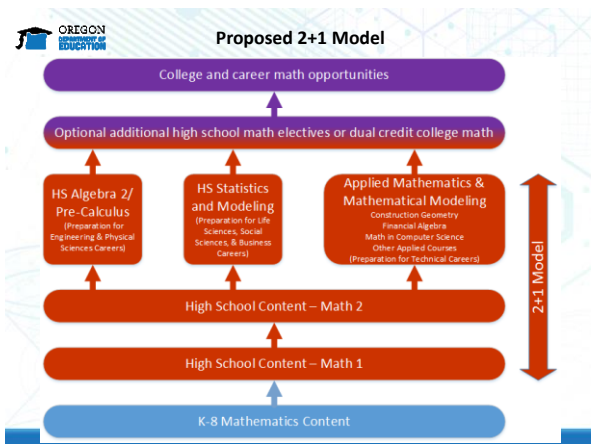 OREGON
DEPARTMENT OF
EDUCATION
Proposed 2+1 Model
College and career math opportunities
Optional additional high school math electives or dual credit college math
HS Algebra 2/
Pre-Calculus
(Preparation for
Engineering & Physical
Sciences Careers)
HS Statistics
and Modeling
(Preparation for Life
Sciences, Social
Sciences, & Business
Careers)
Applied Mathematics &
Mathematical Modeling
Construction Geometry
Financial Algebra
Math in Computer Science
Other Applied Courses
(Preparation for Technical Careers)
2+1 Model
High School Content – Math 2
High School Content – Math 1
K-8 Mathematics Content